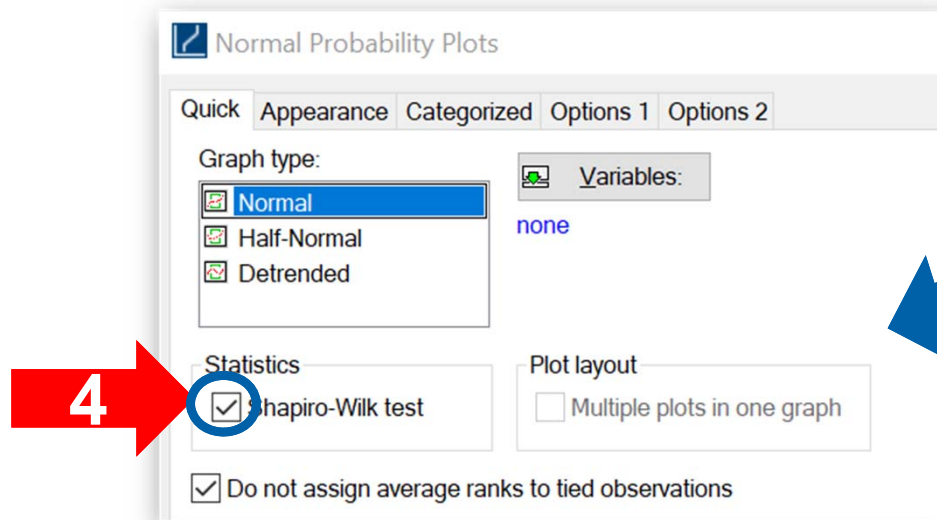 Normal Probability Plots
Quick Appearance Categorized Options 1 Options 2
Graph type:
Variables:
Normal
none
Half-Normal
Detrended
Statistics
Plot layout
4
Shapiro-Wilk test
Multiple plots in one graph
Do not assign average ranks to tied observations